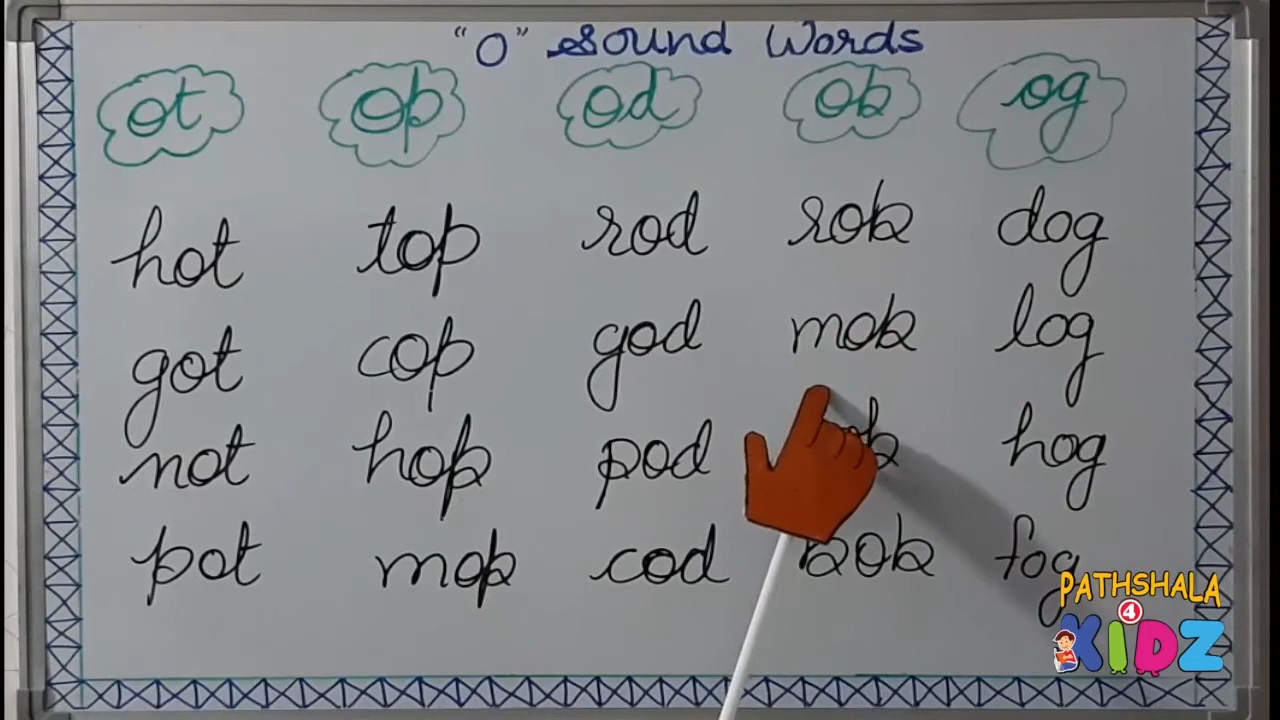 "O" Sound Words
ot op od ob og
hot top rod rob dog
got cop god mob log
not hop pod hog
pot mop cod bob fog
PATHSHALA
4
KIDZ